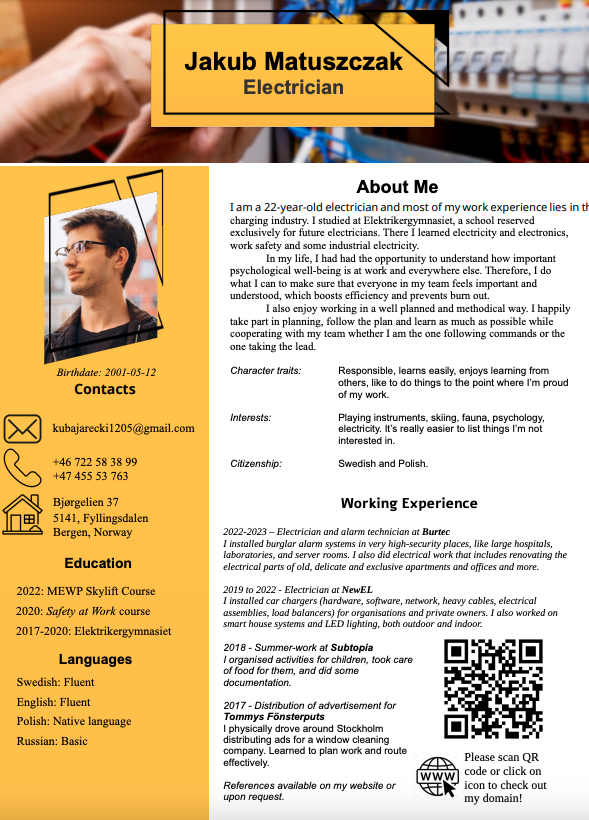 Jakub Matuszczak
Electrician
Birthdate: 2001-05-12
Contacts
kubajarecki1205@gmail.com
+46 722 58 38 99
+47 455 53 763
Bjørgelien 37
5141, Fyllingsdalen
Bergen, Norway
Education
2022: MEWP Skylift Course
2020: Safety at Work course
2017-2020: Elektrikergymnasiet
Languages
Swedish: Fluent
English: Fluent
Polish: Native language
Russian: Basic
About Me
I am a 22-year-old electrician and most of my work experience lies in th
charging industry. I studied at Elektrikergymnasiet, a school reserved
exclusively for future electricians. There I learned electricity and electronics,
work safety and some industrial electricity.
In my life, I had had the opportunity to understand how important
psychological well-being is at work and everywhere else. Therefore, I do
what I can to make sure that everyone in my team feels important and
understood, which boosts efficiency and prevents burn out.
I also enjoy working in a well planned and methodical way. I happily
take part in planning, follow the plan and learn as much as possible while
cooperating with my team whether I am the one following commands or the
one taking the lead.
Character traits: Responsible, learns easily, enjoys learning from
others, like to do things to the point where I'm proud
of my work.
Interests: Playing instruments, skiing, fauna, psychology,
electricity. It's really easier to list things I'm not
interested in.
Citizenship: Swedish and Polish.
Working Experience
2022-2023 – Electrician and alarm technician at Burtec
I installed burglar alarm systems in very high-security places, like large hospitals,
laboratories, and server rooms. I also did electrical work that includes renovating the
electrical parts of old, delicate and exclusive apartments and offices and more.
2019 to 2022 - Electrician at NewEL
I installed car chargers (hardware, software, network, heavy cables, electrical
assemblies, load balancers) for organisations and private owners. I also worked on
smart house systems and LED lighting, both outdoor and indoor.
2018 - Summer-work at Subtopia
I organised activities for children, took care
of food for them, and did some
documentation.
2017 - Distribution of advertisement for
Tommys Fönsterputs
I physically drove around Stockholm
distributing ads for a window cleaning
company. Learned to plan work and route
effectively.
References available on my website or
upon request.
WWW
Please scan QR
code or click on
icon to check out
my domain!